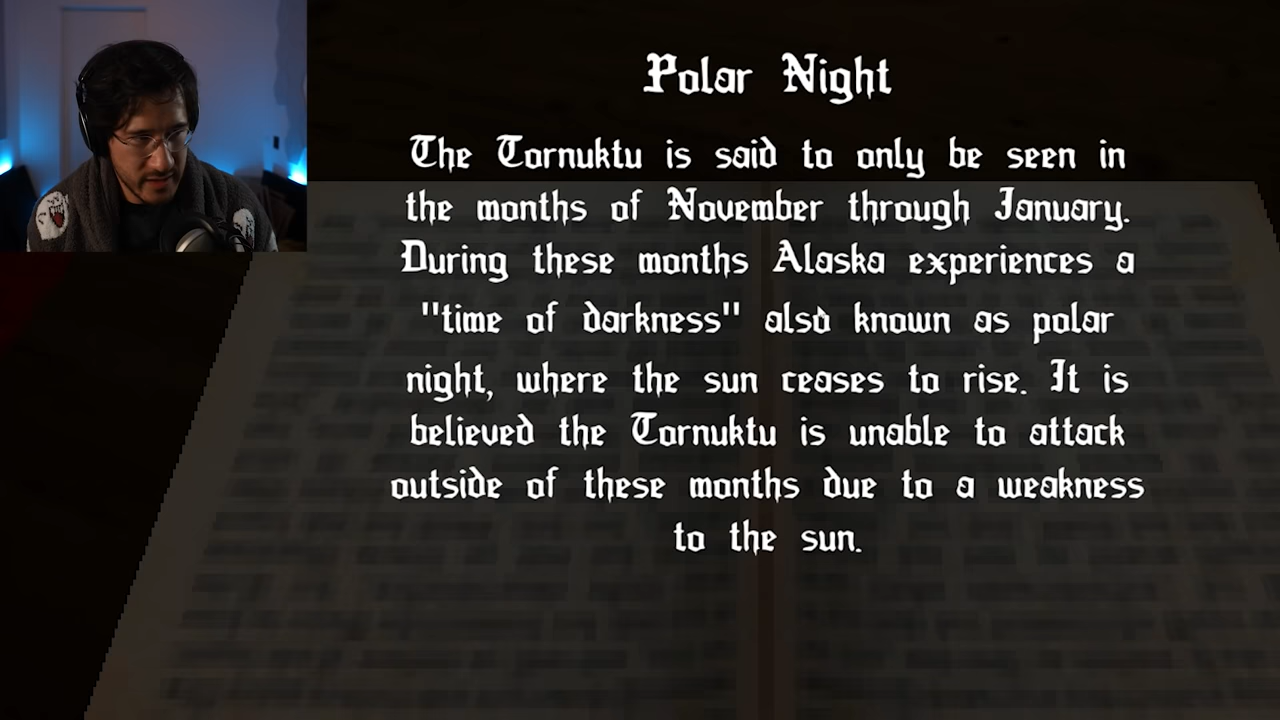 Polar Night
The Tornuktu is said to only be seen in
the months of November through January.
During these months Alaska experiences a
"time of darkness" also known as polar
night, where the sun ceases to rise. It is
believed the Tornuktu is unable to attack
outside of these months due to a weakness
to the sun.